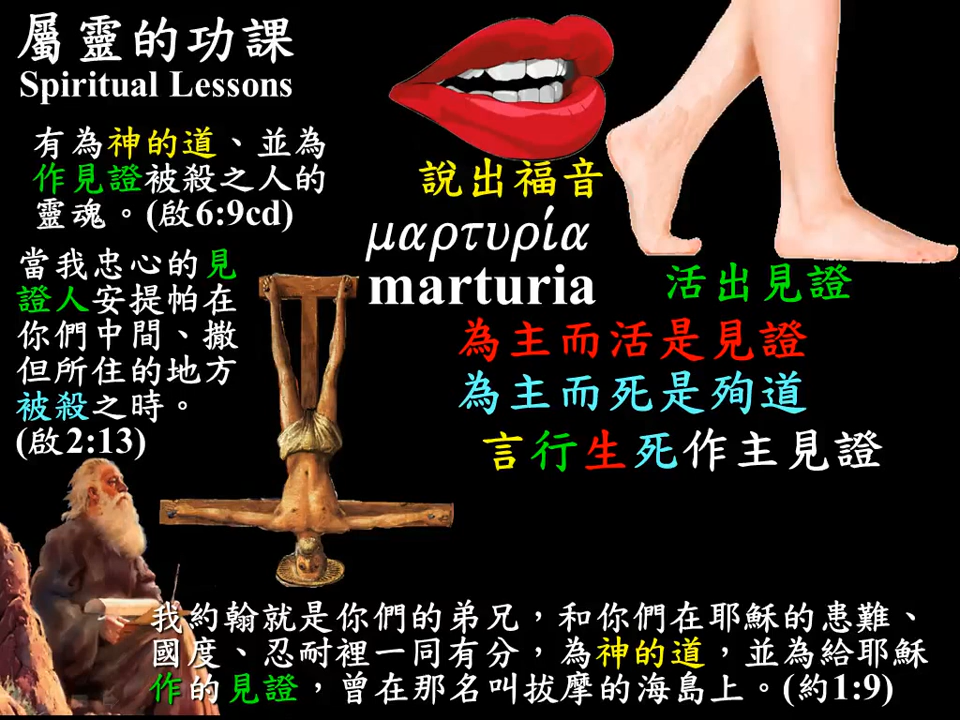 屬靈的功課
Spiritual Lessons
有為神的道、並為
作見證被殺之人的
靈魂。(啟6:9cd)
當我忠心的見
證人安提帕在
你們中間、撒
但所住的地方
被殺之時。
(啟2:13)
說出福音
μαρτυρία
marturia
活出見證
為主而活是見證
為主而死是殉道
言行生死作主見證
我約翰就是你們的弟兄，和你們在耶穌的患難、
國度、忍耐裡一同有分，為神的道，並為給耶穌
作的見證，曾在那名叫拔摩的海島上。(約1:9)